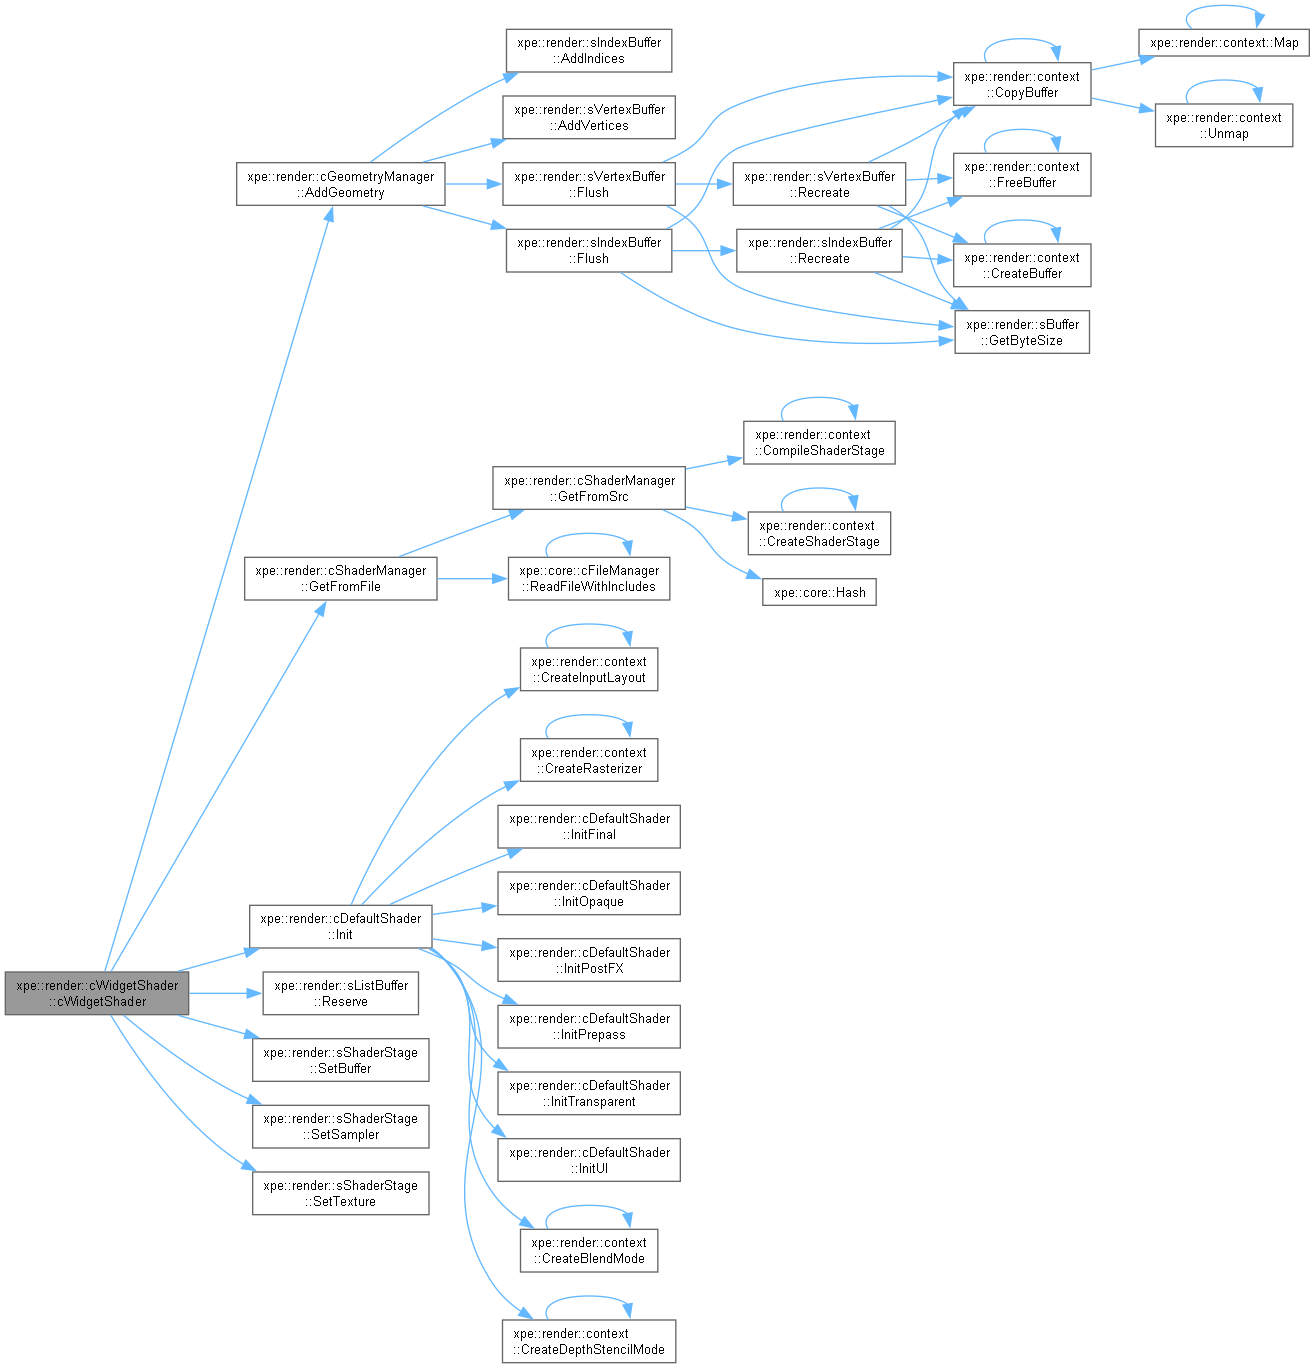 xpe::render::cWidgetShader
::cWidgetShader
xpe::render::cGeometryManager
::AddGeometry
xpe::render::sIndexBuffer
::AddIndices
xpe::render::sVertexBuffer
::AddVertices
xpe::render::sVertexBuffer
::Flush
xpe::render::sIndexBuffer
::Flush
xpe::render::sVertexBuffer
::Recreate
xpe::render::sIndexBuffer
::Recreate
xpe::render::context
::CopyBuffer
xpe::render::context::Map
xpe::render::context
::Unmap
xpe::render::context
::FreeBuffer
xpe::render::context
::CreateBuffer
xpe::render::sBuffer
::GetByteSize
xpe::render::cShaderManager
::GetFromFile
xpe::render::cShaderManager
::GetFromSrc
xpe::core::cFileManager
::ReadFileWithIncludes
xpe::render::context
::CompileShaderStage
xpe::render::context
::CreateShaderStage
xpe::core::Hash
xpe::render::cDefaultShader
::Init
xpe::render::context
::CreateInputLayout
xpe::render::context
::CreateRasterizer
xpe::render::cDefaultShader
::InitFinal
xpe::render::cDefaultShader
::InitOpaque
xpe::render::cDefaultShader
::InitPostFX
xpe::render::cDefaultShader
::InitPrepass
xpe::render::cDefaultShader
::InitTransparent
xpe::render::cDefaultShader
::InitUI
xpe::render::context
::CreateBlendMode
xpe::render::context
::CreateDepthStencilMode
xpe::render::sListBuffer
::Reserve
xpe::render::sShaderStage
::SetBuffer
xpe::render::sShaderStage
::SetSampler
xpe::render::sShaderStage
::SetTexture